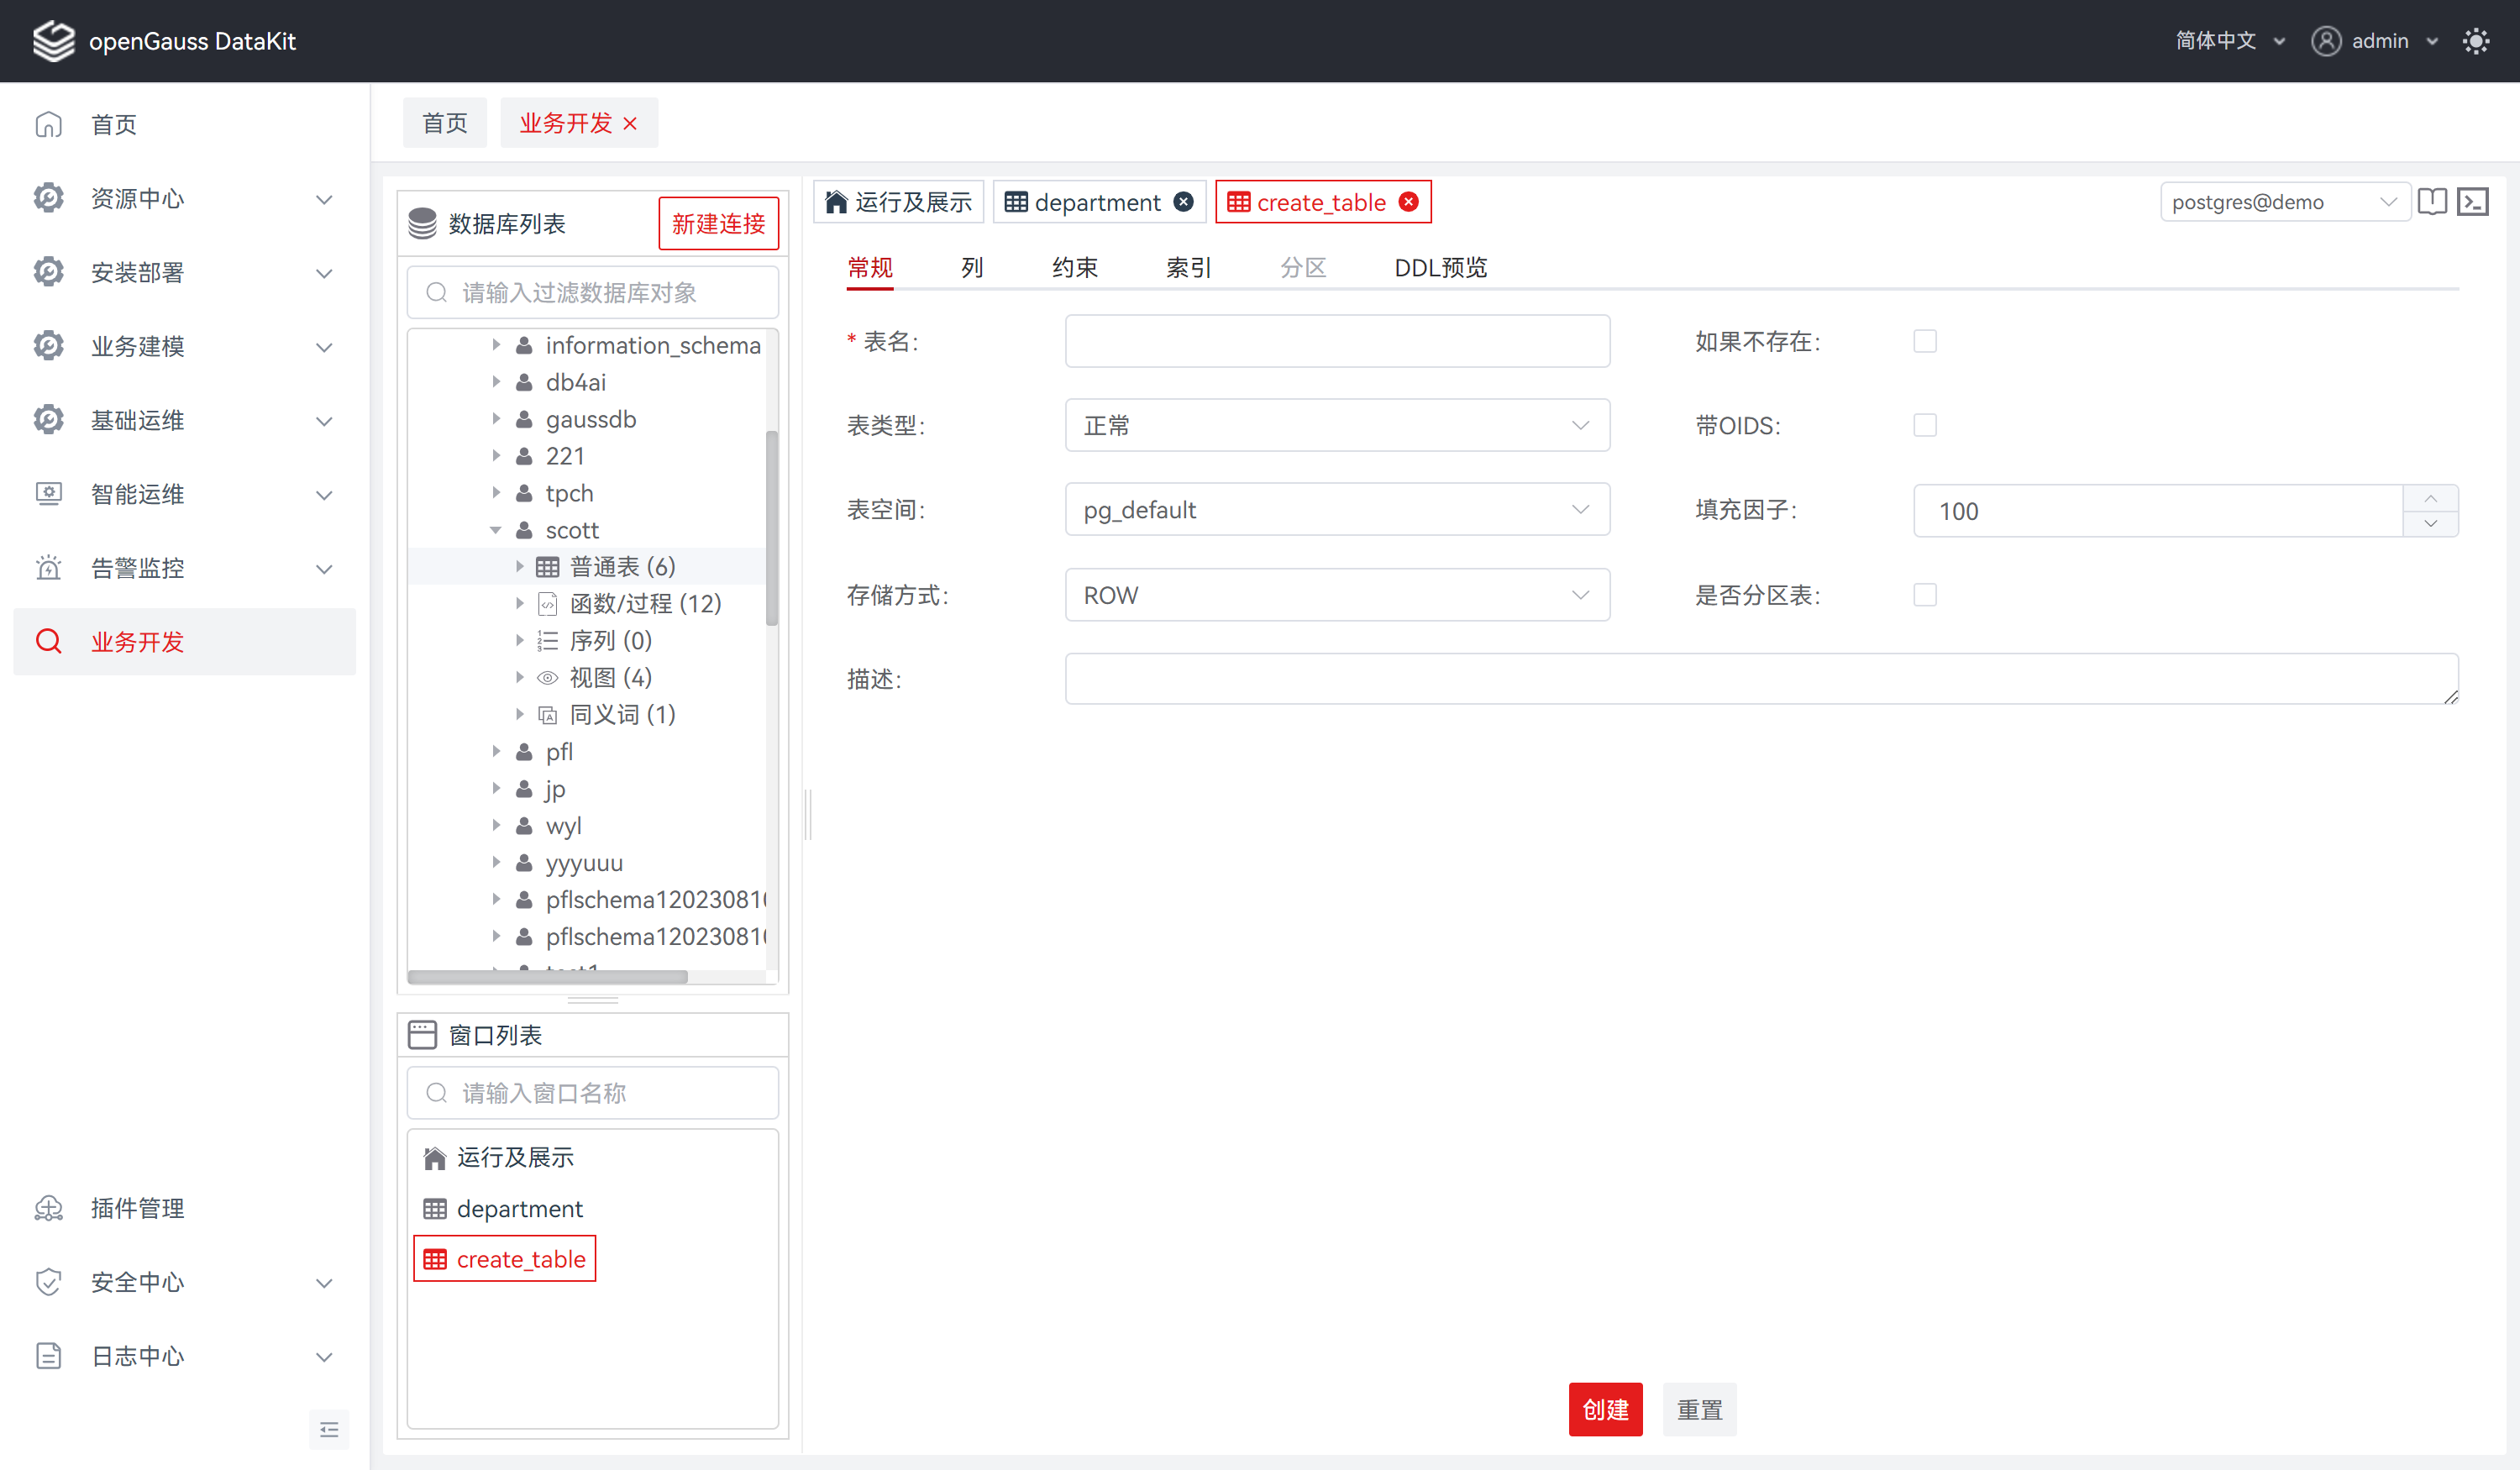 openGauss DataKit
简体中文
admin
首页
资源中心
安装部署
业务建模
基础运维
智能运维
告警监控
业务开发
插件管理
安全中心
日志中心
首页
业务开发
数据库列表
新建连接
请输入过滤数据库对象
information_schema
db4ai
gaussdb
221
tpch
scott
普通表 (6)
函数/过程 (12)
序列 (0)
视图 (4)
同义词 (1)
pfl
jp
wyl
yyyuuu
pflschema12023081
pflschema12023081
窗口列表
请输入窗口名称
运行及展示
department
create_table
运行及展示
department
create_table
postgres@demo
常规
列
约束
索引
分区
DDL预览
* 表名:
如果不存在:
表类型:
正常
带OIDS:
表空间:
pg_default
填充因子:
100
存储方式:
ROW
是否分区表:
描述:
创建
重置